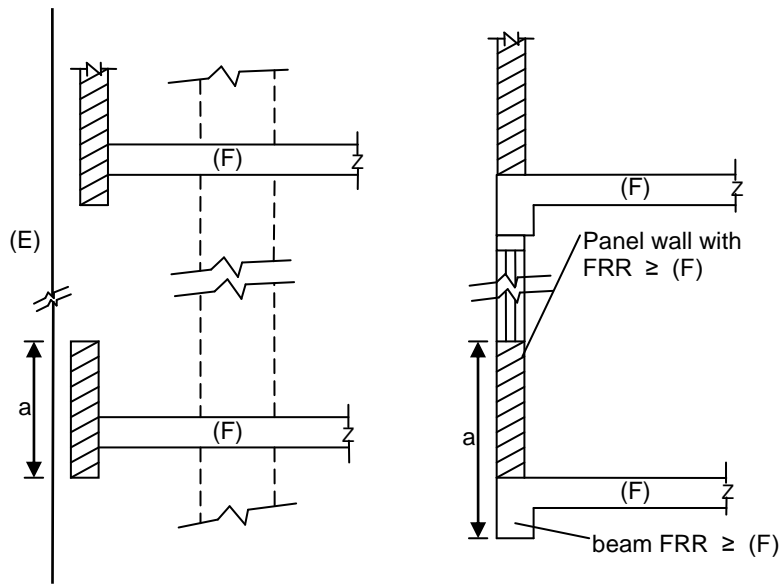 (F)
(F)
(E)
Panel wall with
FRR ≥ (F)
a
a
(F)
(F)
beam FRR ≥ (F)